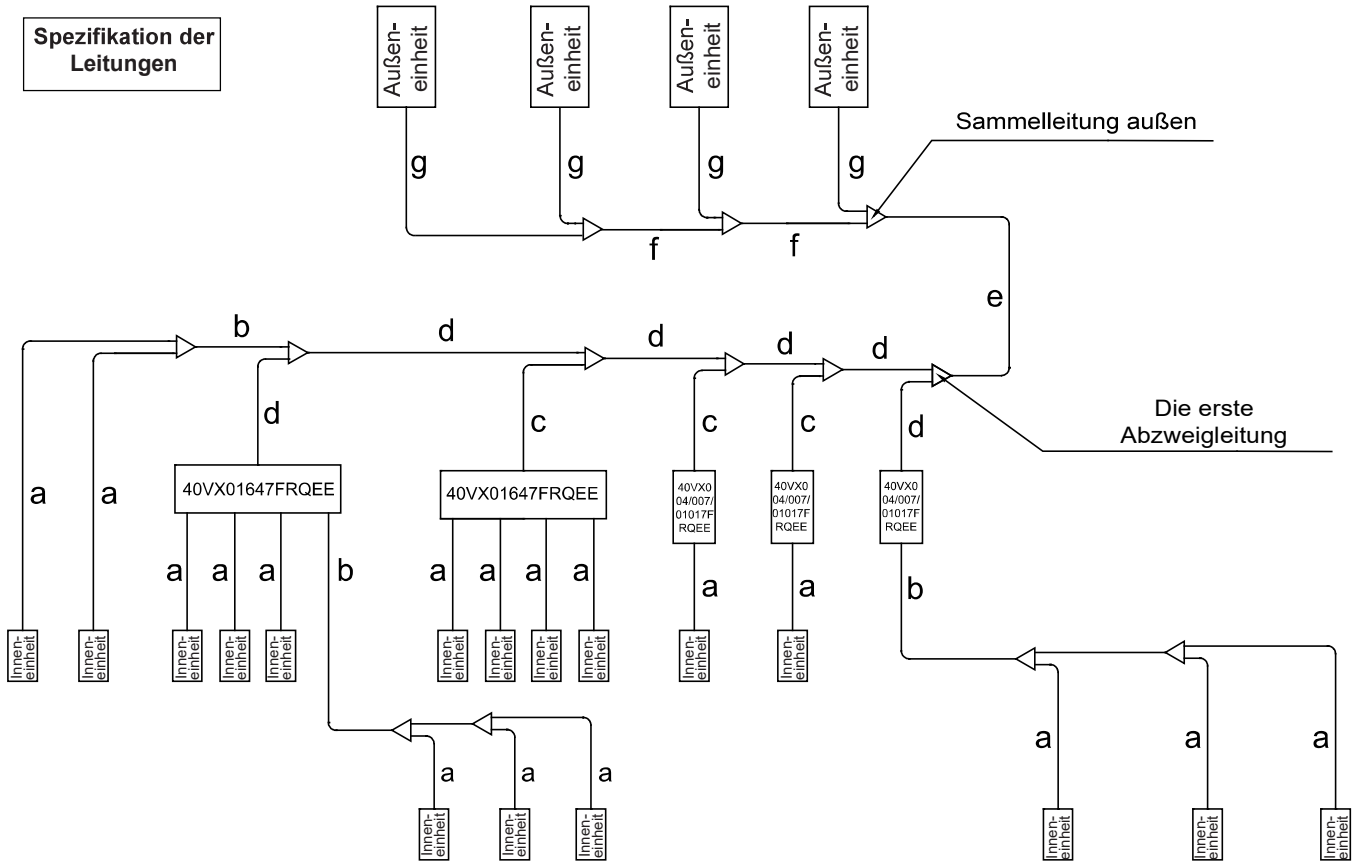 Spezifikation der
Leitungen
Außen-
einheit
Außen-
einheit
Außen-
einheit
Außen-
einheit
Sammelleitung außen
g
g
g
g
f
f
e
b
d
d
d
d
Die erste
Abzweigleitung
d
c
c
c
d
a
a
40VX01647FRQEE
40VX01647FRQEE
40VX0
04/007/
01017F
RQEE
40VX0
04/007/
01017F
RQEE
40VX0
04/007/
01017F
RQEE
a
a
a
b
a
a
a
a
a
a
b
Innen-
einheit
Innen-
einheit
Innen-
einheit
Innen-
einheit
Innen-
einheit
Innen-
einheit
Innen-
einheit
Innen-
einheit
Innen-
einheit
Innen-
einheit
Innen-
einheit
a
a
a
a
a
a
Innen-
einheit
Innen-
einheit
Innen-
einheit
Innen-
einheit
Innen-
einheit
Innen-
einheit